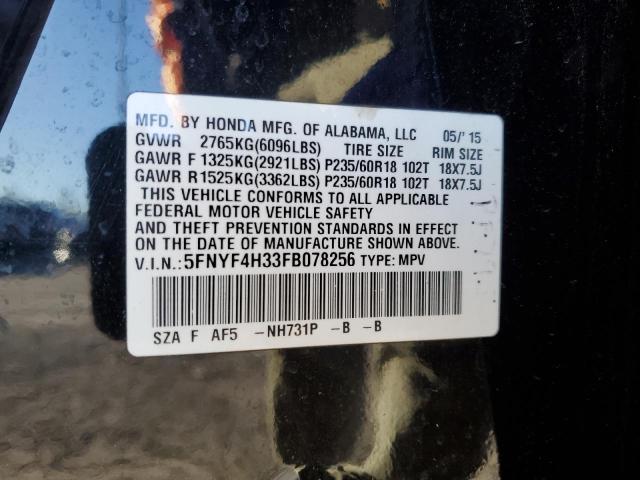 MFD. BY HONDA MFG. OF ALABAMA, LLC 05/'15
GVWR 2765KG(6096LBS) TIRE SIZE RIM SIZE
GAWR F 1325KG(2921LBS) P235/60R18 102T 18X7.5J
GAWR R1525KG(3362LBS) P235/60R18 102T 18X7.5J
THIS VEHICLE CONFORMS TO ALL APPLICABLE
FEDERAL MOTOR VEHICLE SAFETY
AND THEFT PREVENTION STANDARDS IN EFFECT
ON THE DATE OF MANUFACTURE SHOWN ABOVE.
V.I.N.: 5FNYF4H33FB078256 TYPE: MPV
SZA F AF5 -NH731P -B -B